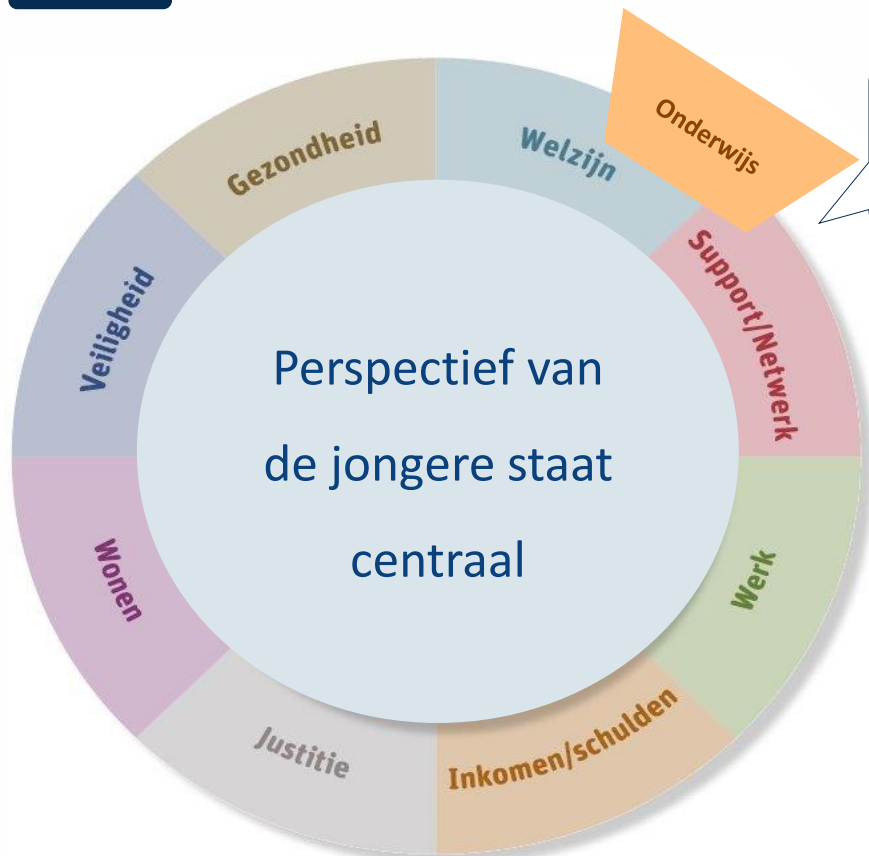 Onderwijs
Gezondheid
Welzijn
Support/Netwerk
Veiligheid
Perspectief van
de jongere staat
centraal
Wonen
Werk
Justitie
Inkomen/schulden